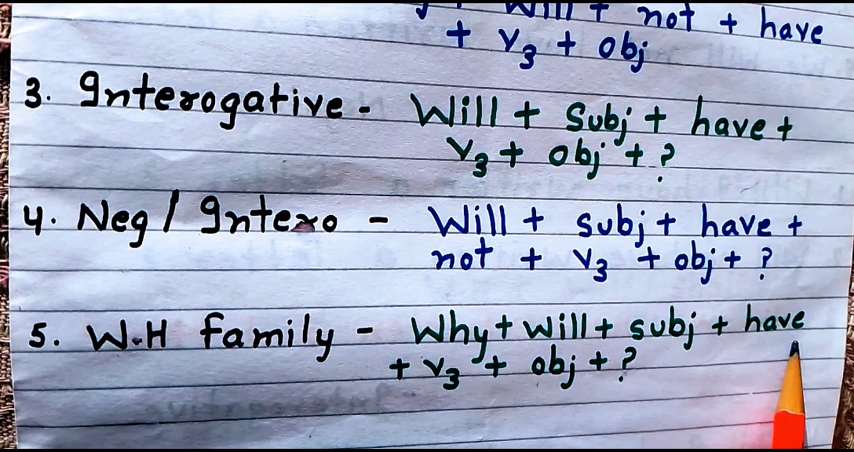 + will + not + have
+ V3 + obj
3. Interogative - Will + Subj + have +
V3 + obj + ?
4. Neg / Intero - Will + subj + have +
not + V3 + obj + ?
5. W.H family - Why + will + subj + have
+ V3 + obj + ?